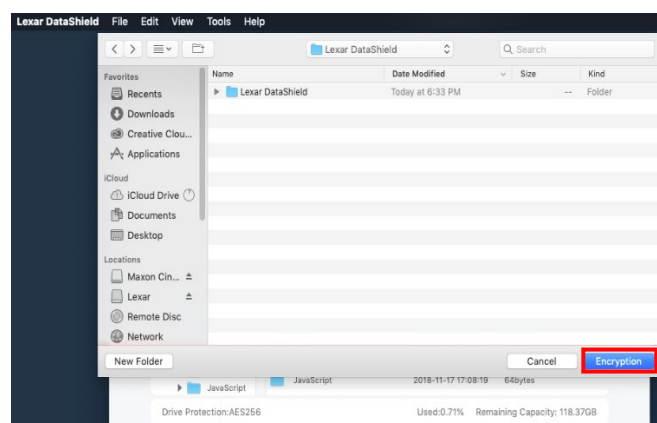 Lexar DataShield File Edit View Tools Help
Lexar DataShield
Search
Favorites
Recents
Downloads
Creative Clou...
Applications
iCloud
iCloud Drive
Documents
Desktop
Locations
Maxon Cin...
Lexar
Remote Disc
Network
Name Date Modified Size Kind
Lexar DataShield Today at 6:33 PM -- Folder
New Folder Cancel Encryption
JavaScript JavaScript 2018-11-17 17:08:19 64bytes
Drive Protection:AES256 Used:0.71% Remaining Capacity: 118.37GB